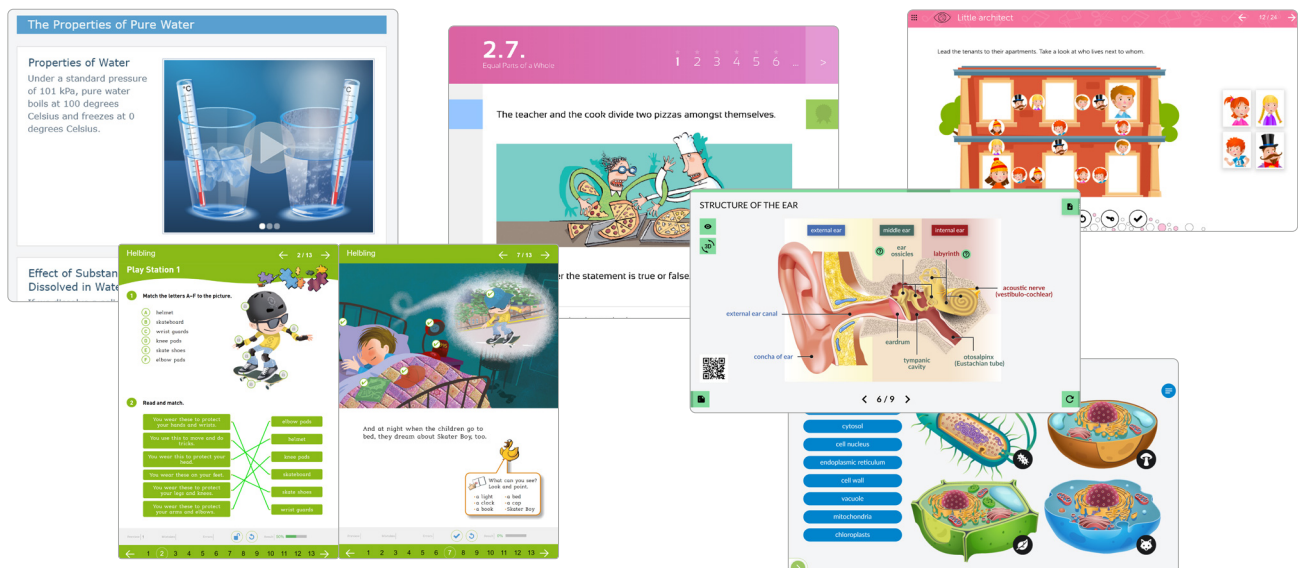 The Properties of Pure Water
Properties of Water
Under a standard pressure
of 101 kPa, pure water
boils at 100 degrees
Celsius and freezes at 0
degrees Celsius.
°C
°C
Effect of Substan
Dissolved in Wate
2.7.
Equal Parts of a Whole
1 2 3 4 5 6 ... >
The teacher and the cook divide two pizzas amongst themselves.
er the statement is true or false.
Little architect
12 / 24
Lead the tenants to their apartments. Take a look at who lives next to whom.
STRUCTURE OF THE EAR
3D
external ear
middle ear
internal ear
ear
ossicles
labyrinth
acoustic nerve
(vestibulo-cochlear)
external ear canal
eardrum
concha of ear
tympanic
cavity
otosalpinx
(Eustachian tube)
6 / 9
Helbling
2 / 13
Play Station 1
1 Match the letters A–F to the picture.
A helmet
B skateboard
C wrist guards
D knee pads
E skate shoes
F elbow pads
2 Read and match.
You wear these to protect
your hands and wrists.
You use this to move and do
tricks.
You wear this to protect your
head.
You wear these on your feet.
You wear these to protect
your legs and knees.
You wear these to protect
your arms and elbows.
elbow pads
helmet
knee pads
skateboard
skate shoes
wrist guards
1 2 3 4 5 6 7 8 9 10 11 12 13
Helbling
7 / 13
And at night when the children go to
bed, they dream about Skater Boy, too.
What can you see?
Look and point.
·a light ·a bed
·a clock ·a cap
·a book ·Skater Boy
1 2 3 4 5 6 7 8 9 10 11 12 13
cytosol
cell nucleus
endoplasmic reticulum
cell wall
vacuole
mitochondria
chloroplasts